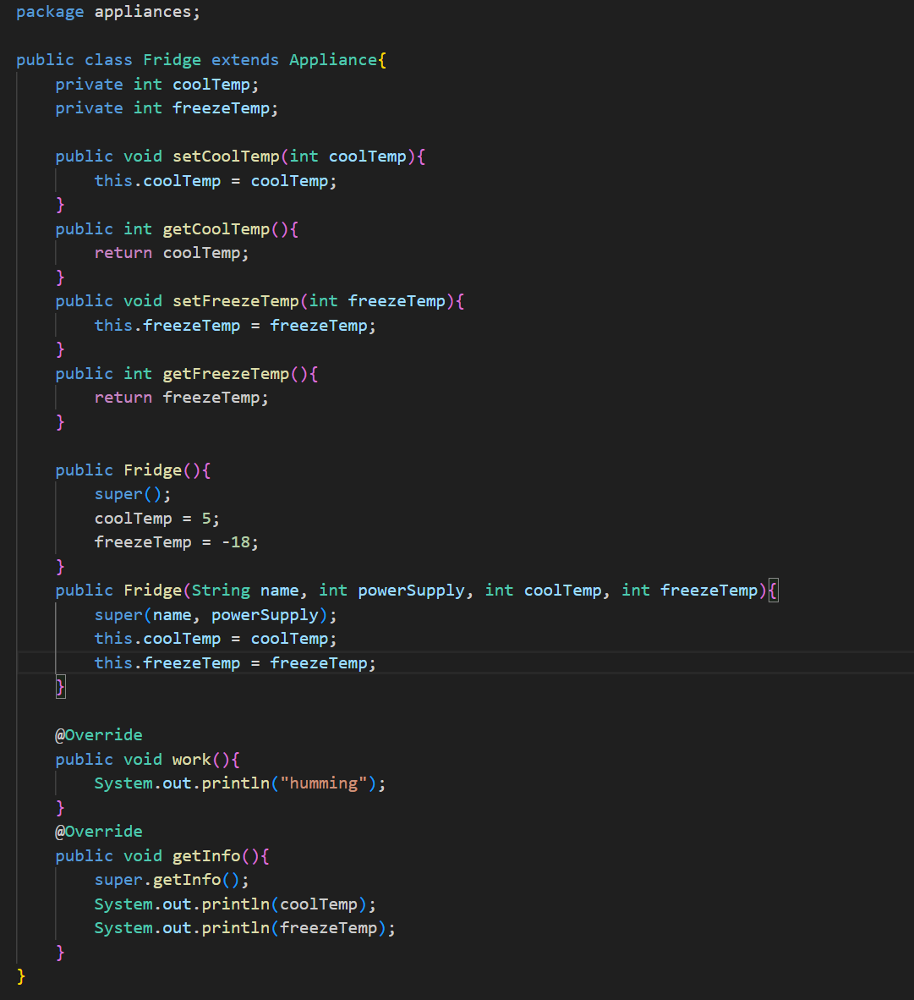 package appliances;
public class Fridge extends Appliance{
private int coolTemp;
private int freezeTemp;
public void setCoolTemp(int coolTemp){
this.coolTemp = coolTemp;
}
public int getCoolTemp(){
return coolTemp;
}
public void setFreezeTemp(int freezeTemp){
this.freezeTemp = freezeTemp;
}
public int getFreezeTemp(){
return freezeTemp;
}
public Fridge(){
super();
coolTemp = 5;
freezeTemp = -18;
}
public Fridge(String name, int powerSupply, int coolTemp, int freezeTemp){
super(name, powerSupply);
this.coolTemp = coolTemp;
this.freezeTemp = freezeTemp;
}
@Override
public void work(){
System.out.println("humming");
}
@Override
public void getInfo(){
super.getInfo();
System.out.println(coolTemp);
System.out.println(freezeTemp);
}
}